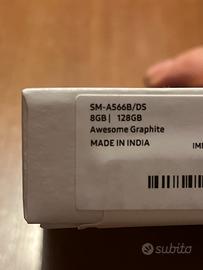 SM-A566B/DS
8GB | 128GB
Awesome Graphite
MADE IN INDIA
subito